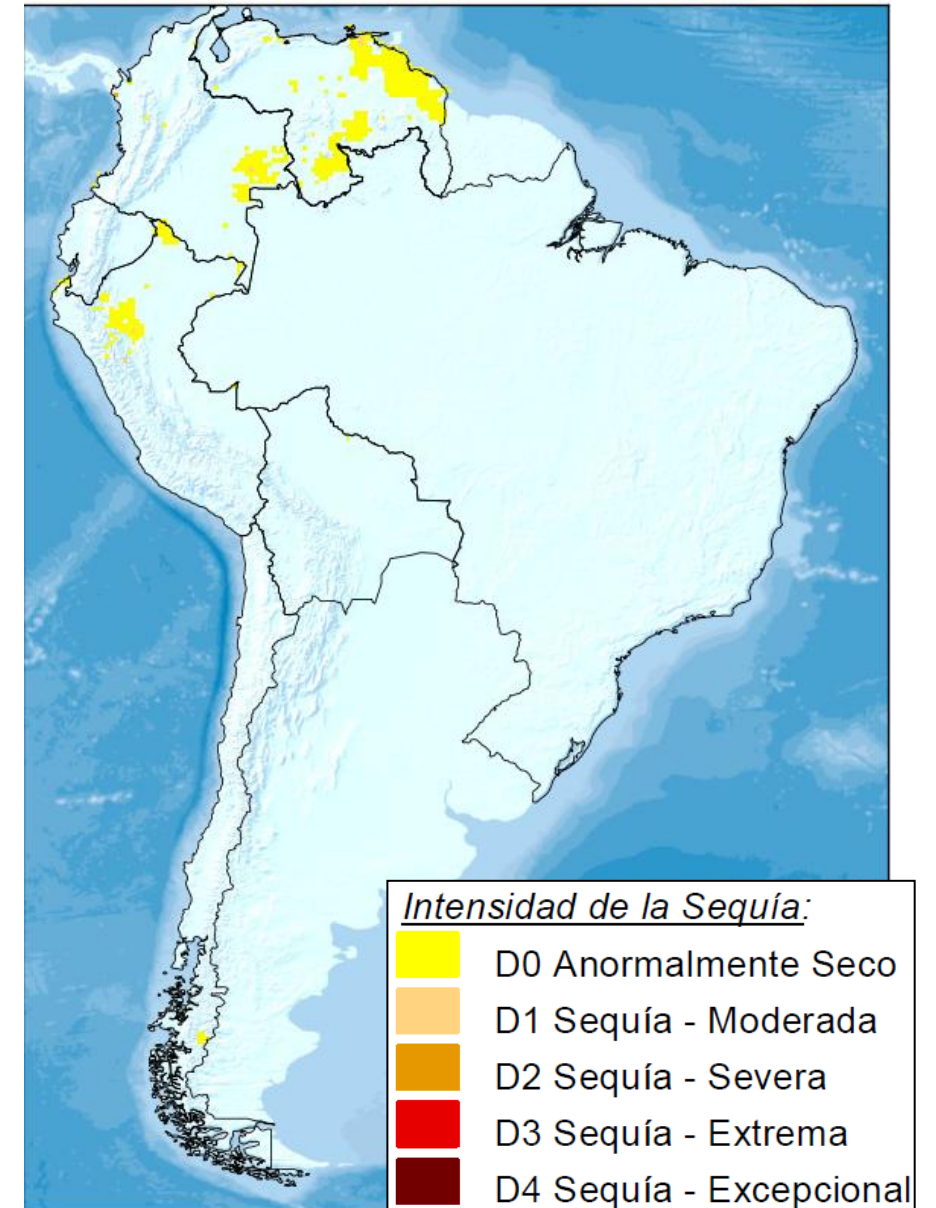 Intensidad de la Sequía:
D0 Anormalmente Seco
D1 Sequía - Moderada
D2 Sequía - Severa
D3 Sequía - Extrema
D4 Sequía - Excepcional